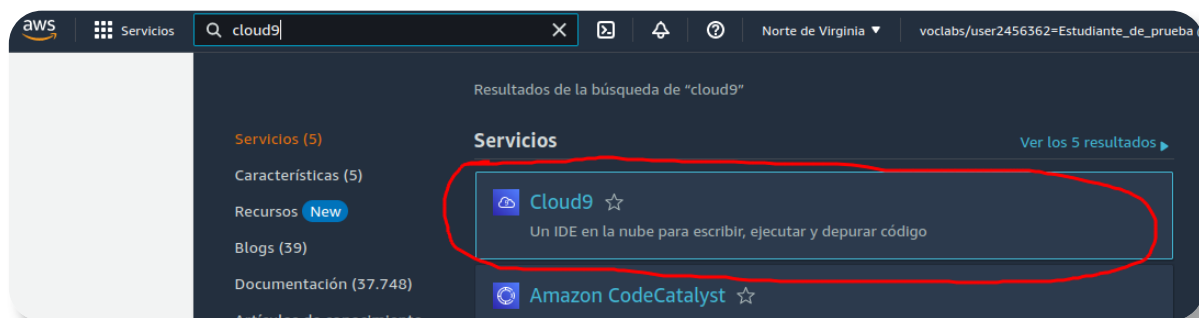 aws
Servicios
cloud9
Norte de Virginia ▼
voclabs/user2456362=Estudiante_de_prueba
Resultados de la búsqueda de "cloud9"
Servicios (5)
Características (5)
Recursos New
Blogs (39)
Documentación (37.748)
Servicios
Ver los 5 resultados ▶
Cloud9
Un IDE en la nube para escribir, ejecutar y depurar código
Amazon CodeCatalyst